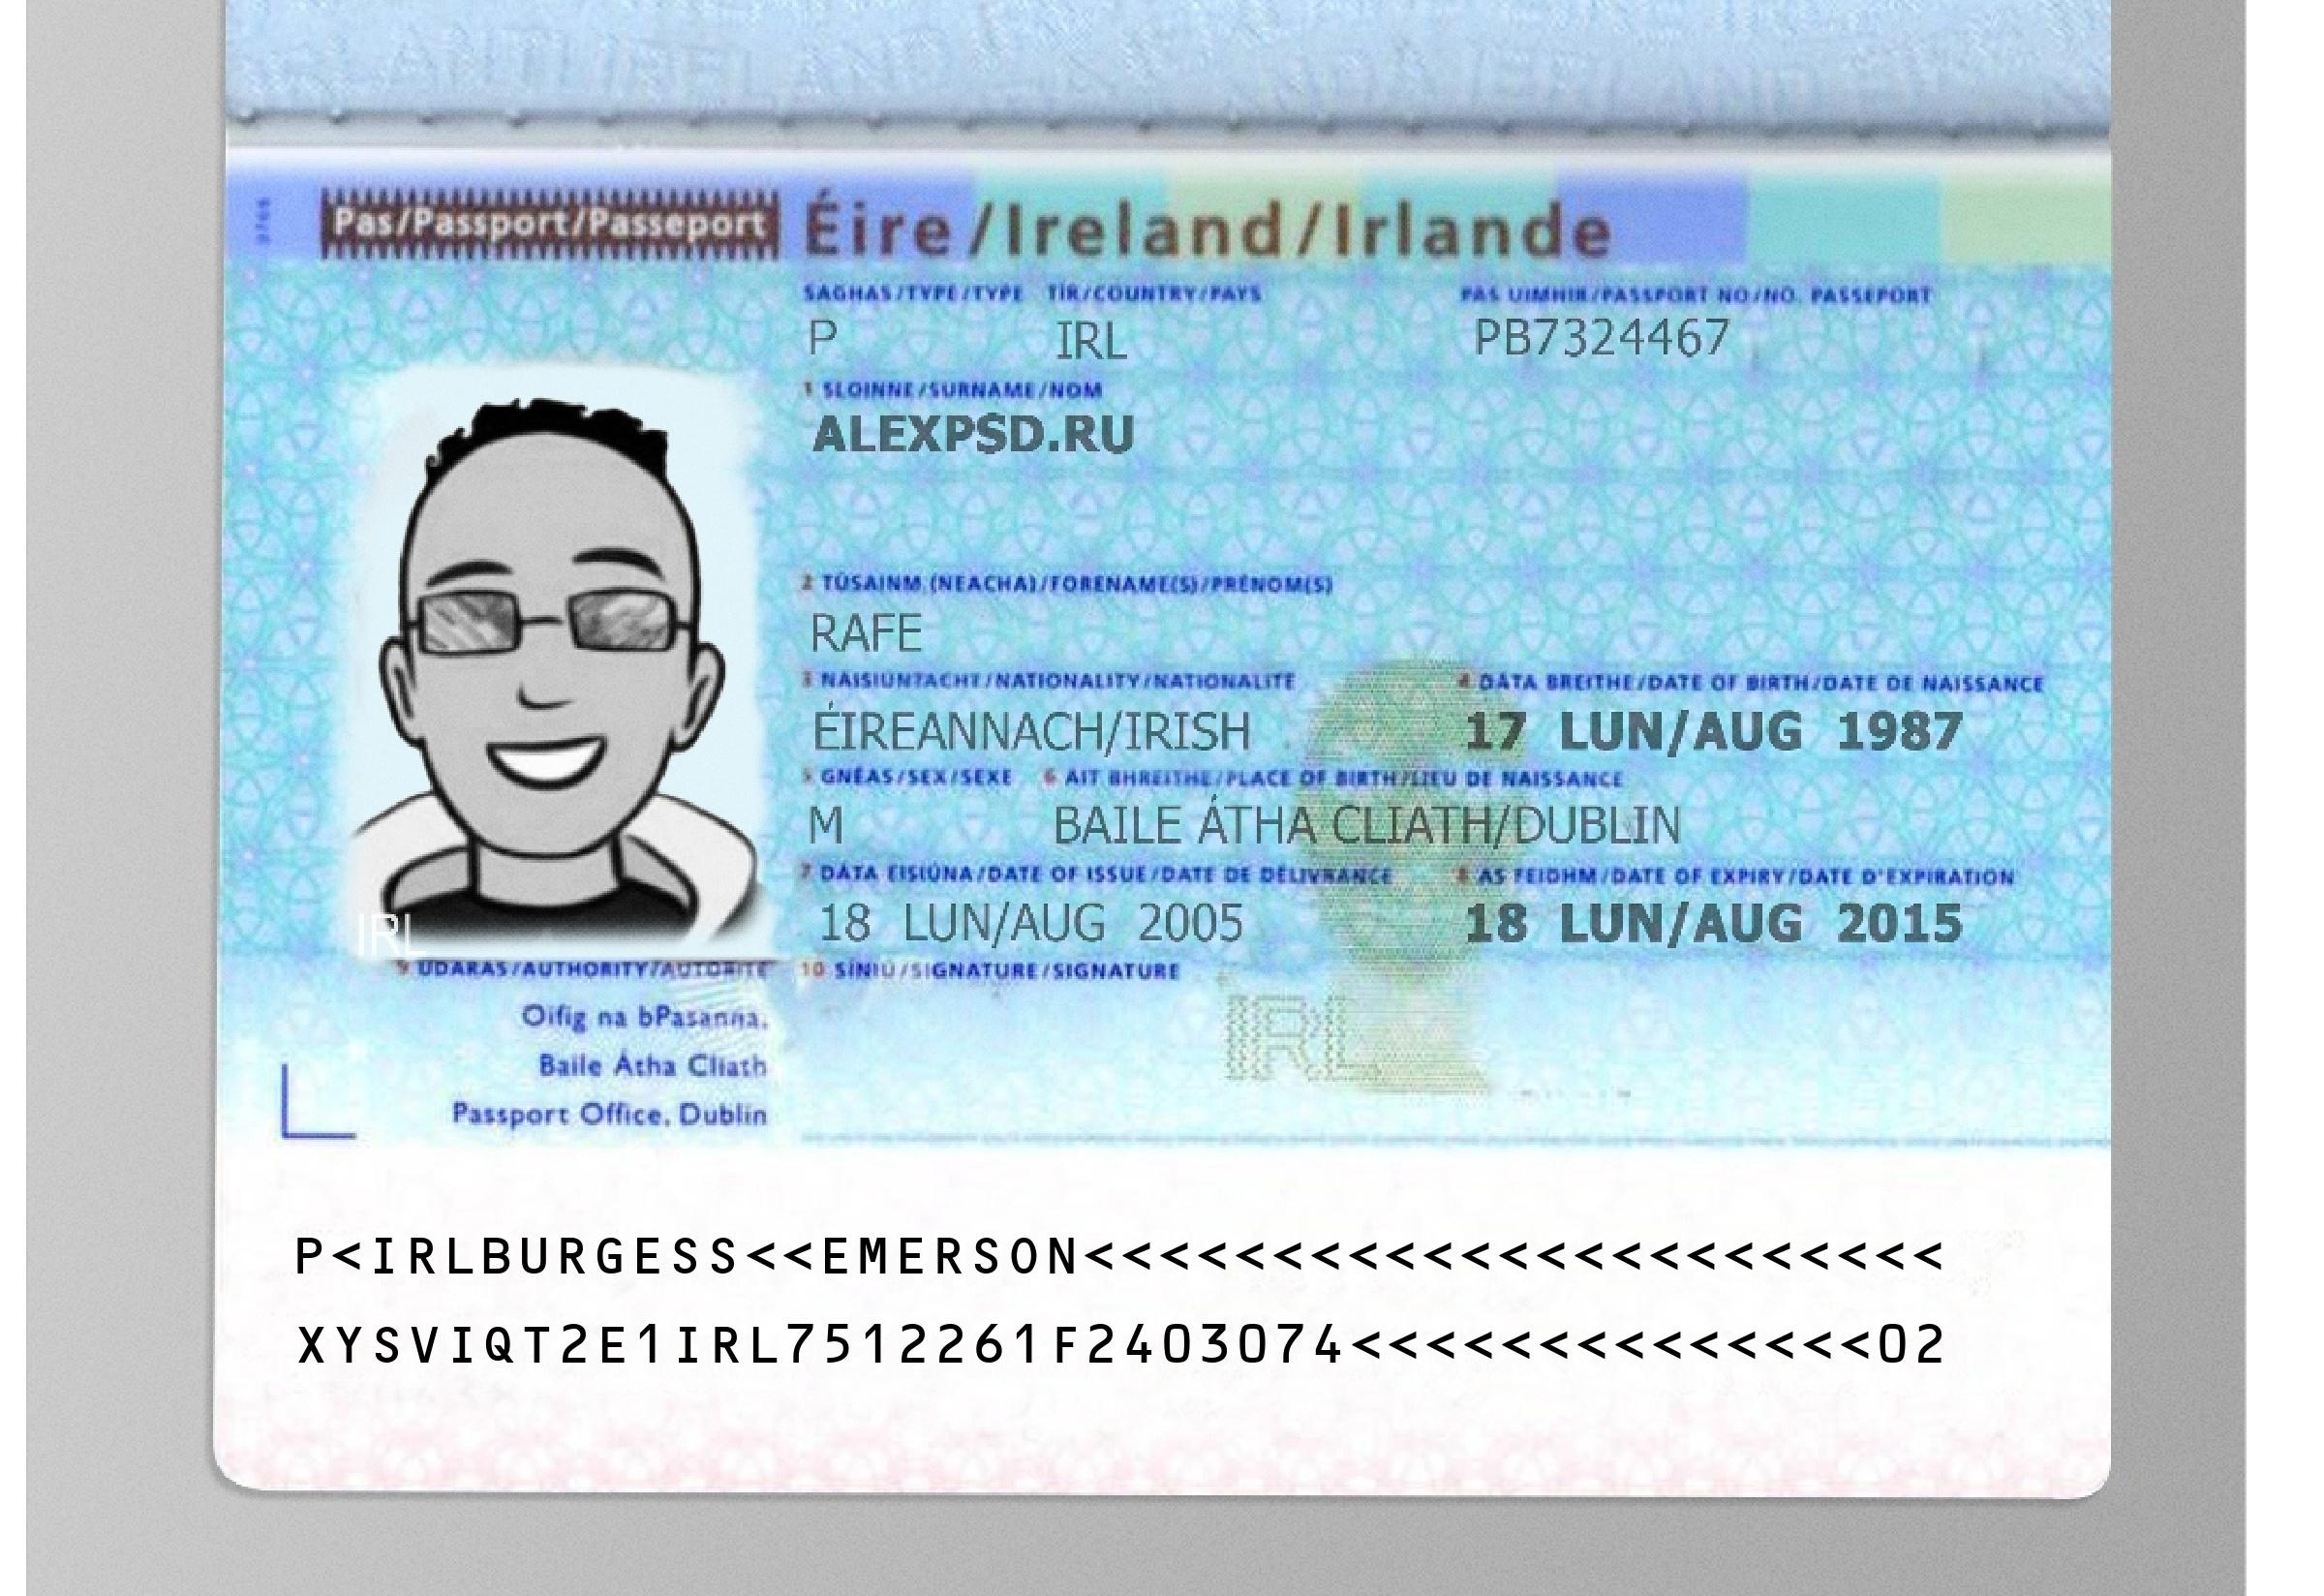 Pas/Passport/Passeport Éire/Ireland/Irlande
SAGHAS/TYPE/TYPE TÍR/COUNTRY/PAYS PAS UIMHIR/PASSPORT NO/NO. PASSEPORT
P IRL PB7324467
1 SLOINNE/SURNAME/NOM
ALEXPSD.RU
2 TÚSAINM (NEACHA)/FORENAME(S)/PRÉNOM(S)
RAFE
3 NÁISIÚNTACHT/NATIONALITY/NATIONALITÉ 4 DÁTA BREITHE/DATE OF BIRTH/DATE DE NAISSANCE
ÉIREANNACH/IRISH 17 LUN/AUG 1987
5 GNÉAS/SEX/SEXE 6 ÁIT BHREITHE/PLACE OF BIRTH/LIEU DE NAISSANCE
M BAILE ÁTHA CLIATH/DUBLIN
7 DÁTA EISIÚNA/DATE OF ISSUE/DATE DE DÉLIVRANCE 8 AS FEIDHM/DATE OF EXPIRY/DATE D'EXPIRATION
18 LUN/AUG 2005 18 LUN/AUG 2015
IRL
9 ÚDARÁS/AUTHORITY/AUTORITÉ 10 SÍNIÚ/SIGNATURE/SIGNATURE
Oifig na bPasanna,
Baile Átha Cliath
Passport Office, Dublin
IRL
P<IRLBURGESS<<EMERSON<<<<<<<<<<<<<<<<<<<<<<<
XYSVIQT2E1IRL7512261F2403074<<<<<<<<<<<<<<02